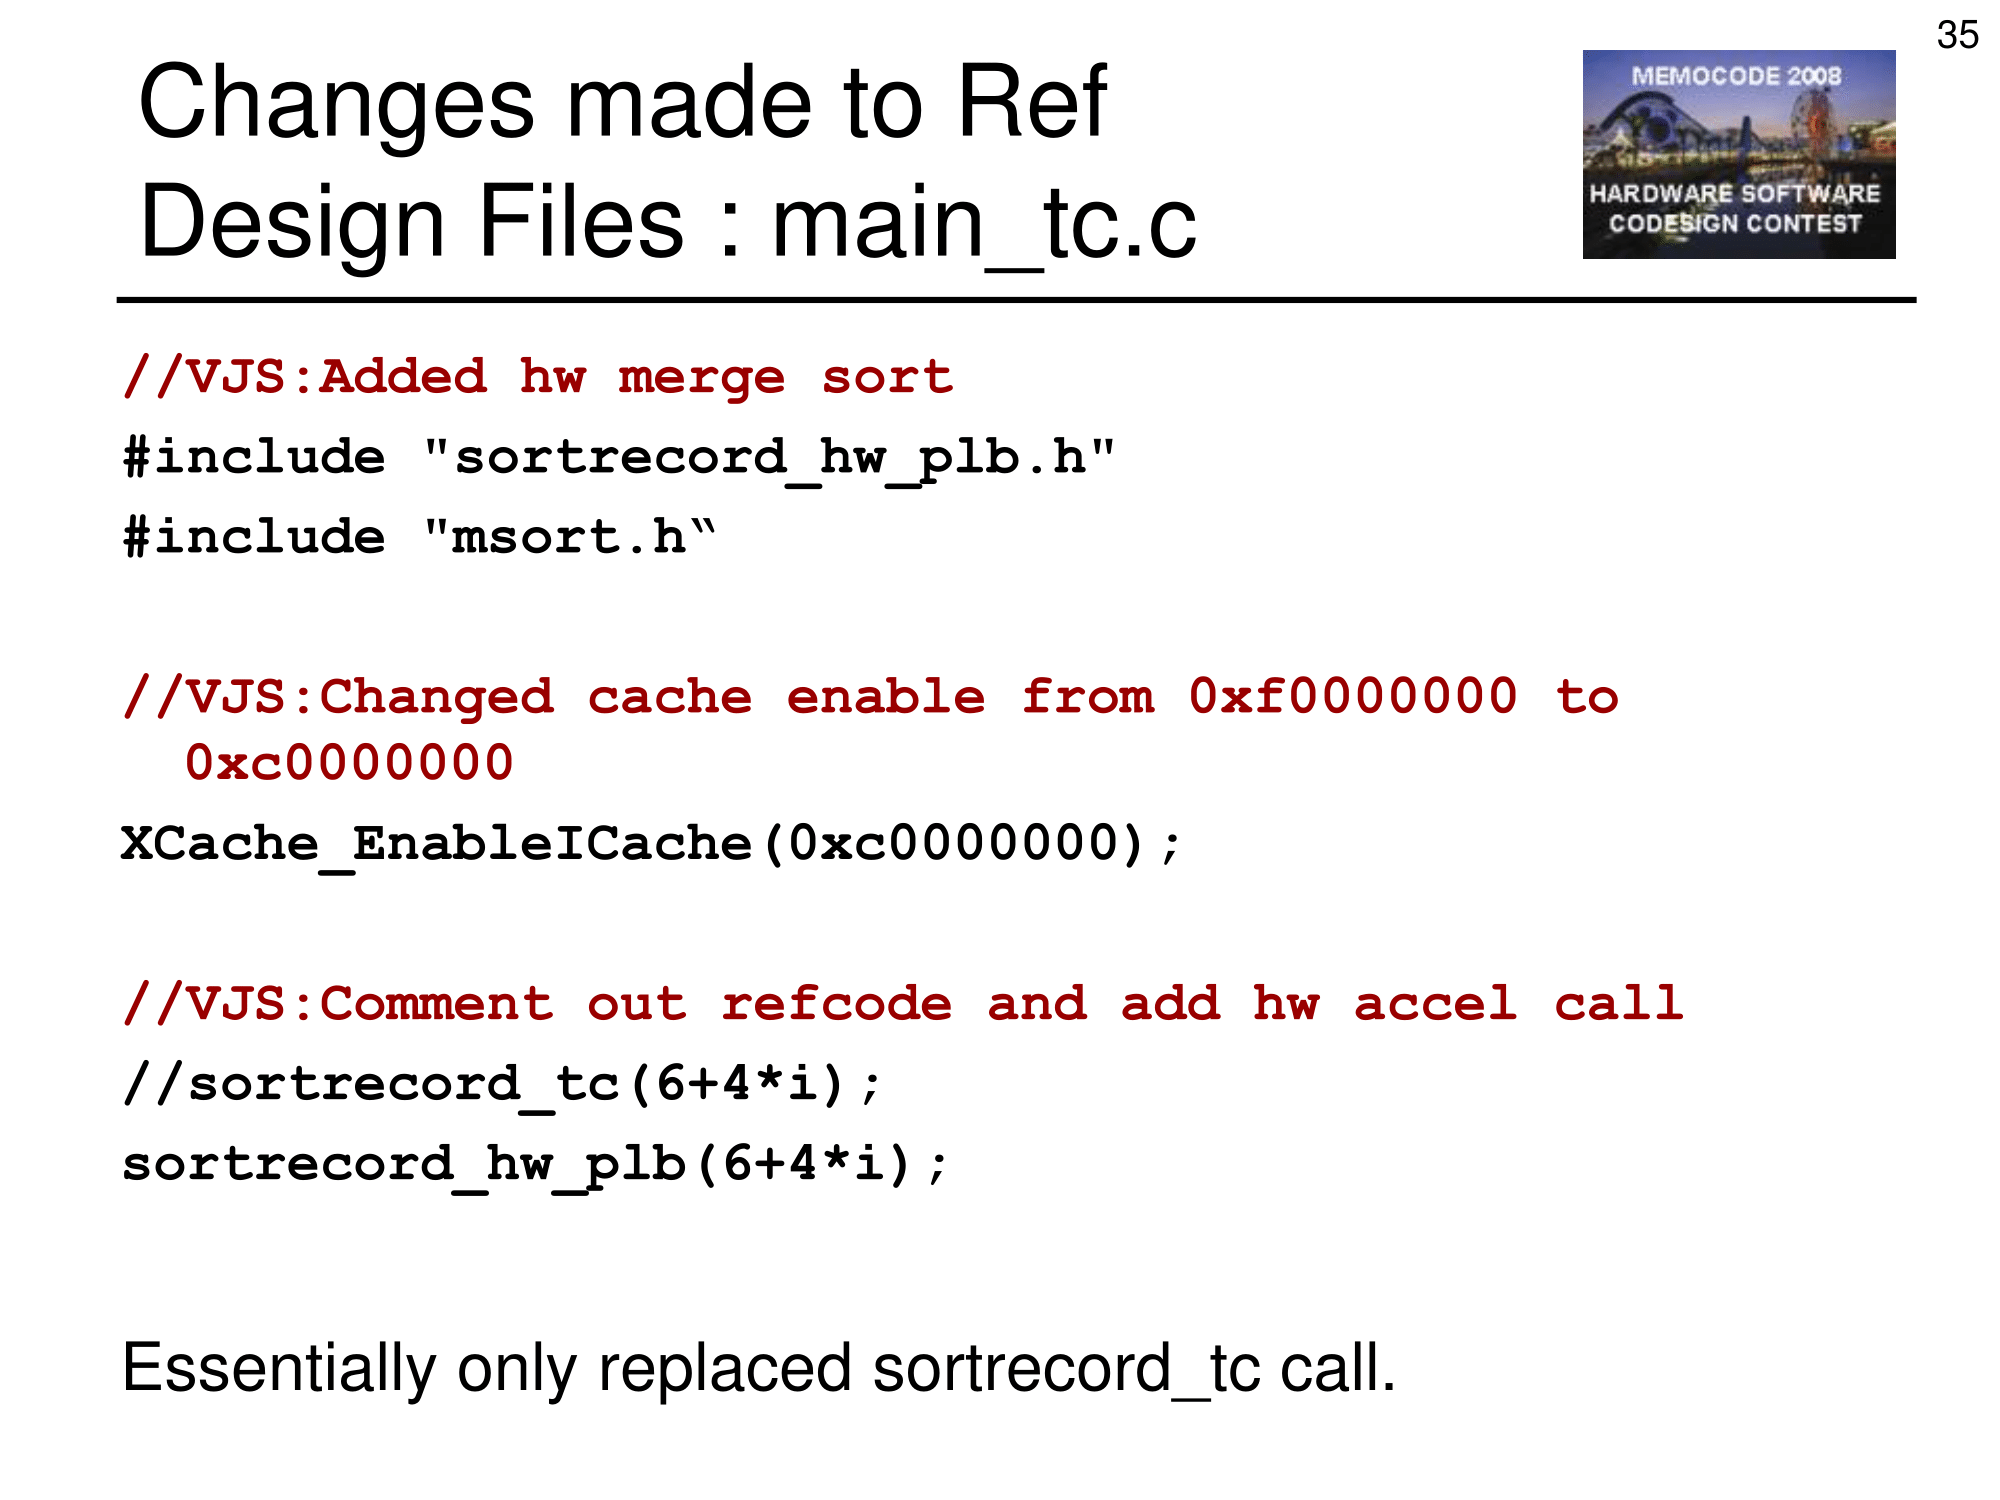 35
Changes made to Ref
Design Files : main_tc.c
MEMOCODE 2008
HARDWARE SOFTWARE
CODESIGN CONTEST
//VJS:Added hw merge sort
#include "sortrecord_hw_plb.h"
#include "msort.h‟
//VJS:Changed cache enable from 0xf0000000 to
0xc0000000
XCache_EnableICache(0xc0000000);
//VJS:Comment out refcode and add hw accel call
//sortrecord_tc(6+4*i);
sortrecord_hw_plb(6+4*i);
Essentially only replaced sortrecord_tc call.